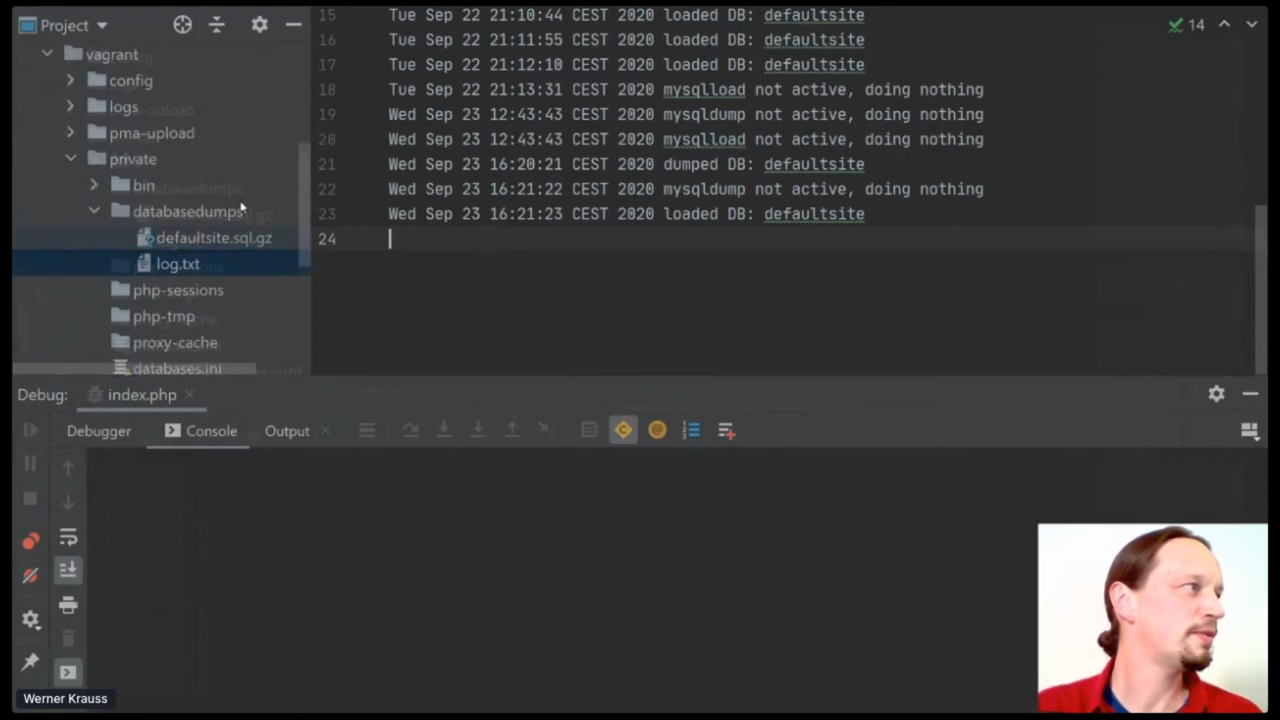 Project
14
vagrant
config
logs
pma-upload
private
bin
databasedumps
defaultsite.sql.gz
log.txt
php-sessions
php-tmp
proxy-cache
databases.ini
15 Tue Sep 22 21:10:44 CEST 2020 loaded DB: defaultsite
16 Tue Sep 22 21:11:55 CEST 2020 loaded DB: defaultsite
17 Tue Sep 22 21:12:10 CEST 2020 loaded DB: defaultsite
18 Tue Sep 22 21:13:31 CEST 2020 mysqlload not active, doing nothing
19 Wed Sep 23 12:43:43 CEST 2020 mysqldump not active, doing nothing
20 Wed Sep 23 12:43:43 CEST 2020 mysqlload not active, doing nothing
21 Wed Sep 23 16:20:21 CEST 2020 dumped DB: defaultsite
22 Wed Sep 23 16:21:22 CEST 2020 mysqldump not active, doing nothing
23 Wed Sep 23 16:21:23 CEST 2020 loaded DB: defaultsite
24
Debug: index.php
Debugger Console Output
Werner Krauss